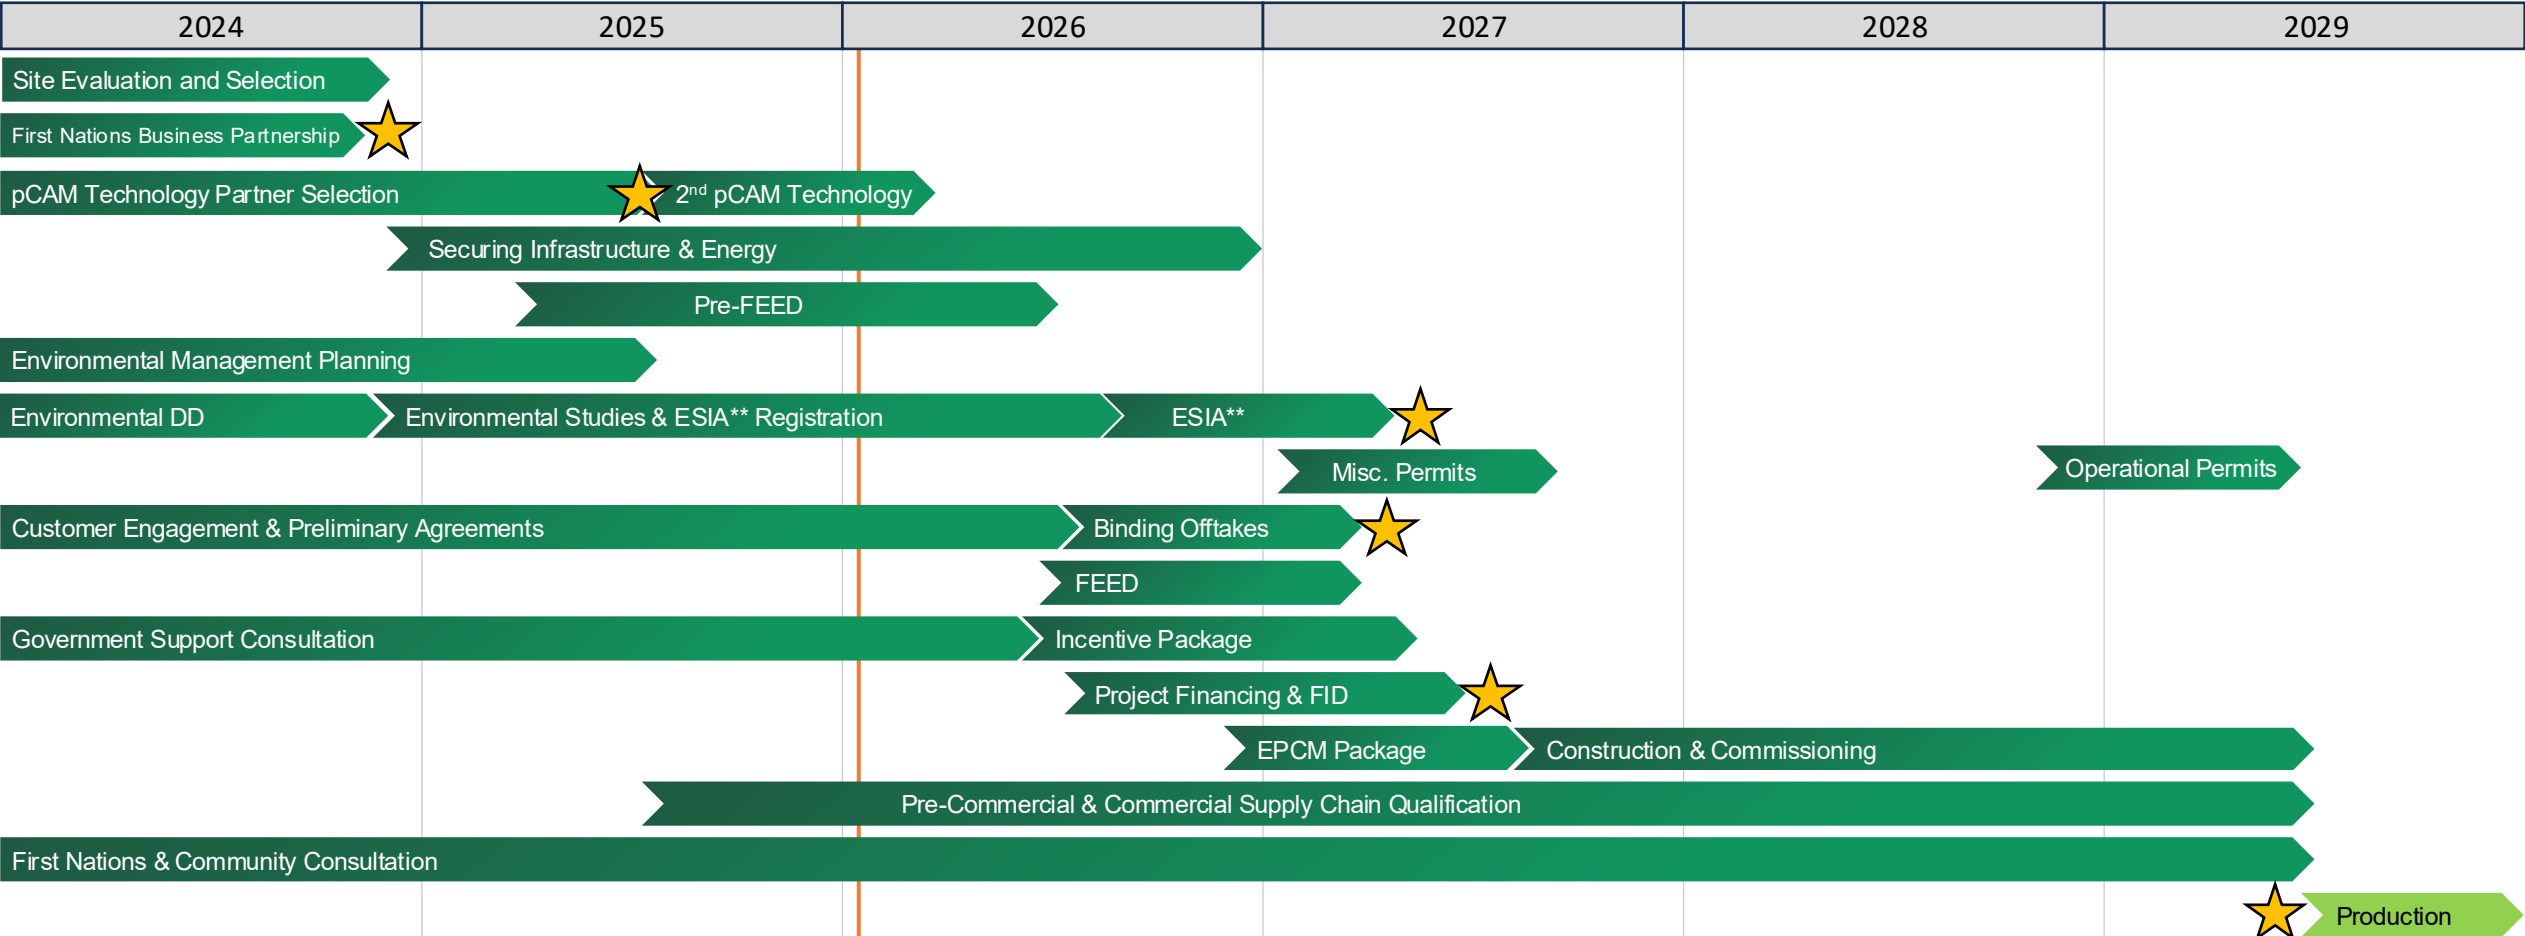 2024 2025 2026 2027 2028 2029
Site Evaluation and Selection
First Nations Business Partnership
pCAM Technology Partner Selection 2nd pCAM Technology
Securing Infrastructure & Energy
Pre-FEED
Environmental Management Planning
Environmental DD Environmental Studies & ESIA** Registration ESIA**
Misc. Permits Operational Permits
Customer Engagement & Preliminary Agreements Binding Offtakes
FEED
Government Support Consultation Incentive Package
Project Financing & FID
EPCM Package Construction & Commissioning
Pre-Commercial & Commercial Supply Chain Qualification
First Nations & Community Consultation
Production